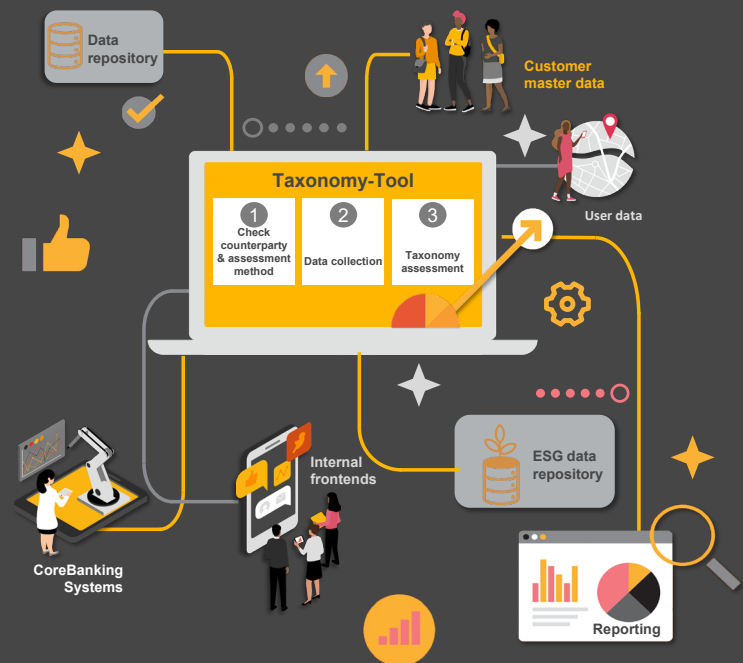 Data
repository
Customer
master data
User data
Taxonomy-Tool
1
Check
counterparty
& assessment
method
2
Data collection
3
Taxonomy
assessment
Internal
frontends
ESG data
repository
CoreBanking
Systems
Reporting